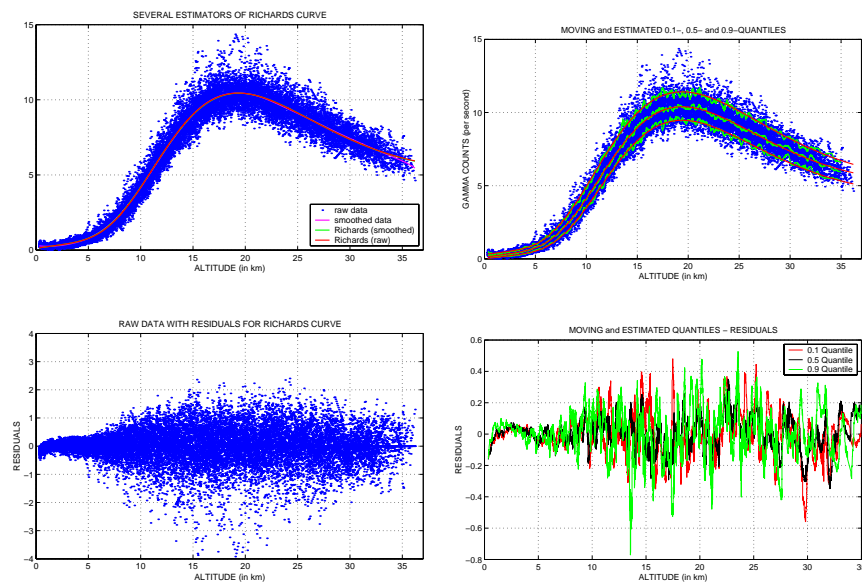 SEVERAL ESTIMATORS OF RICHARDS CURVE
15
10
5
0
0 5 10 15 20 25 30 35
ALTITUDE (in km)
raw data
smoothed data
Richards (smoothed)
Richards (raw)
MOVING and ESTIMATED 0.1−, 0.5− and 0.9−QUANTILES
GAMMA COUNTS (per second)
15
10
5
0
0 5 10 15 20 25 30 35
ALTITUDE (in km)
RAW DATA WITH RESIDUALS FOR RICHARDS CURVE
RESIDUALS
4
3
2
1
0
−1
−2
−3
−4
0 5 10 15 20 25 30 35
ALTITUDE (in km)
MOVING and ESTIMATED QUANTILES − RESIDUALS
RESIDUALS
0.6
0.4
0.2
0
−0.2
−0.4
−0.6
−0.8
0 5 10 15 20 25 30 35
ALTITUDE (in km)
0.1 Quantile
0.5 Quantile
0.9 Quantile